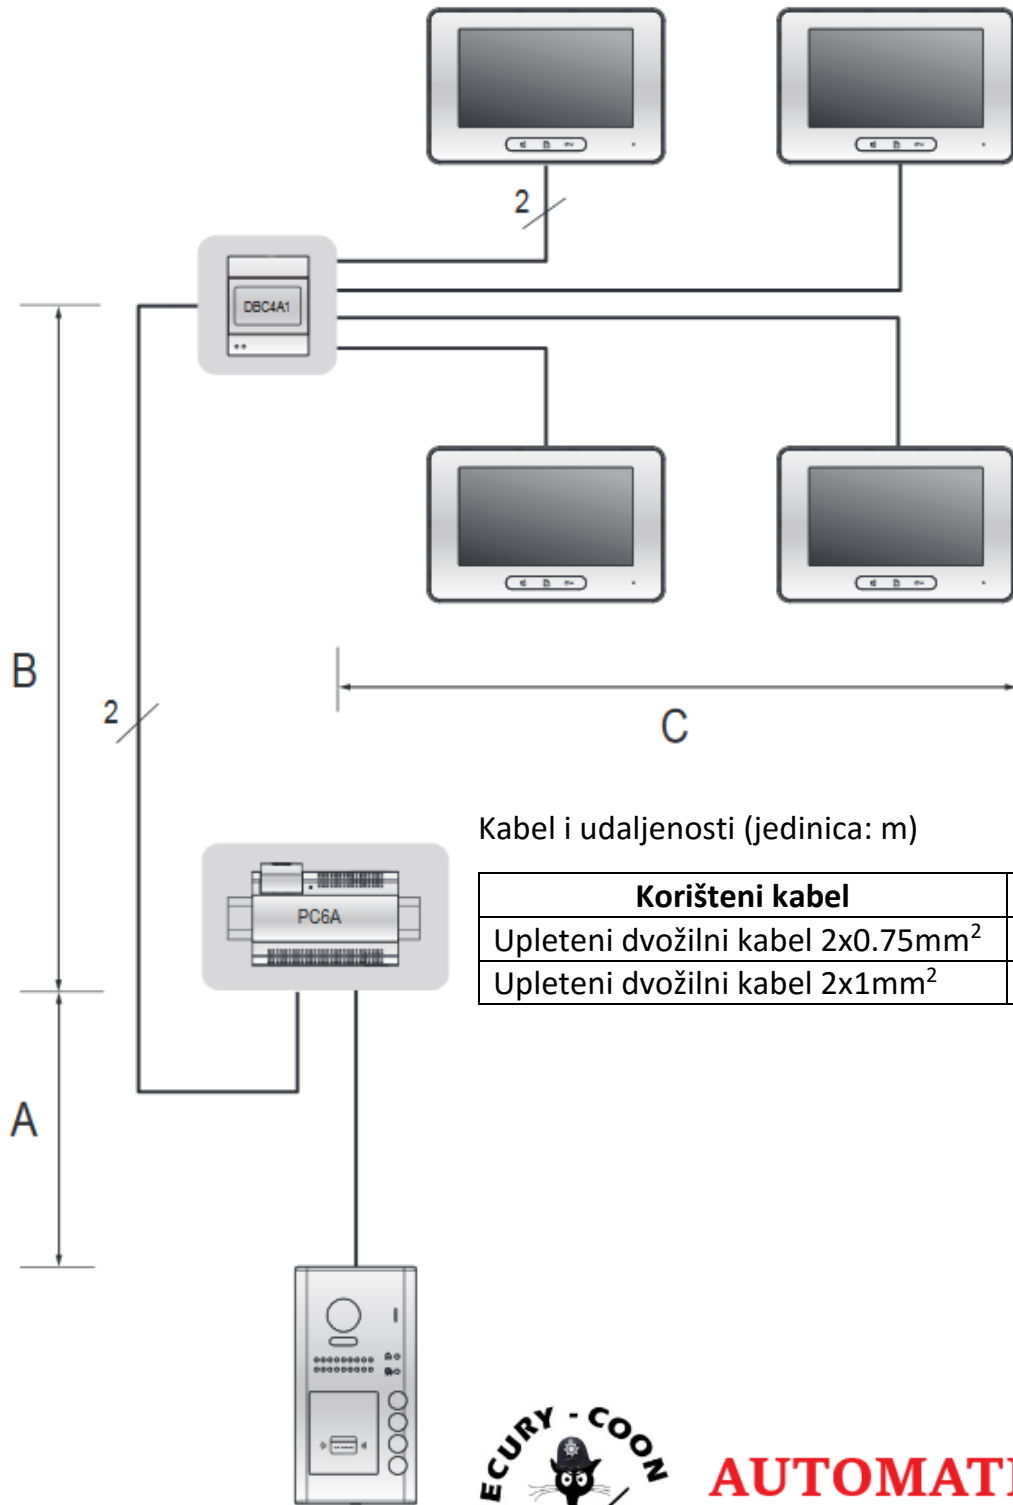 2
DBC4A1
B
2
C
Kabel i udaljenosti (jedinica: m)
PC6A
Korišteni kabel
Upleteni dvožilni kabel 2x0.75mm²
Upleteni dvožilni kabel 2x1mm²
A
ECURY - COON
AUTOMATI